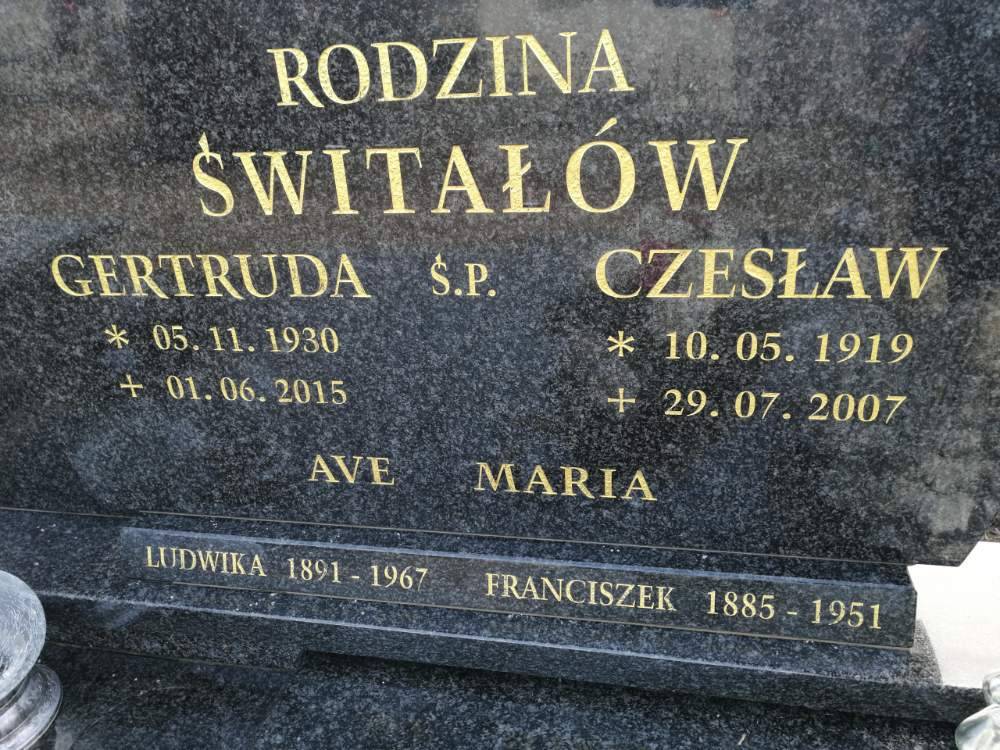 RODZINA
ŚWITAŁÓW
GERTRUDA Ś.P. CZESŁAW
* 05.11.1930 * 10.05.1919
+ 01.06.2015 + 29.07.2007
AVE MARIA
LUDWIKA 1891 - 1967 FRANCISZEK 1885 - 1951